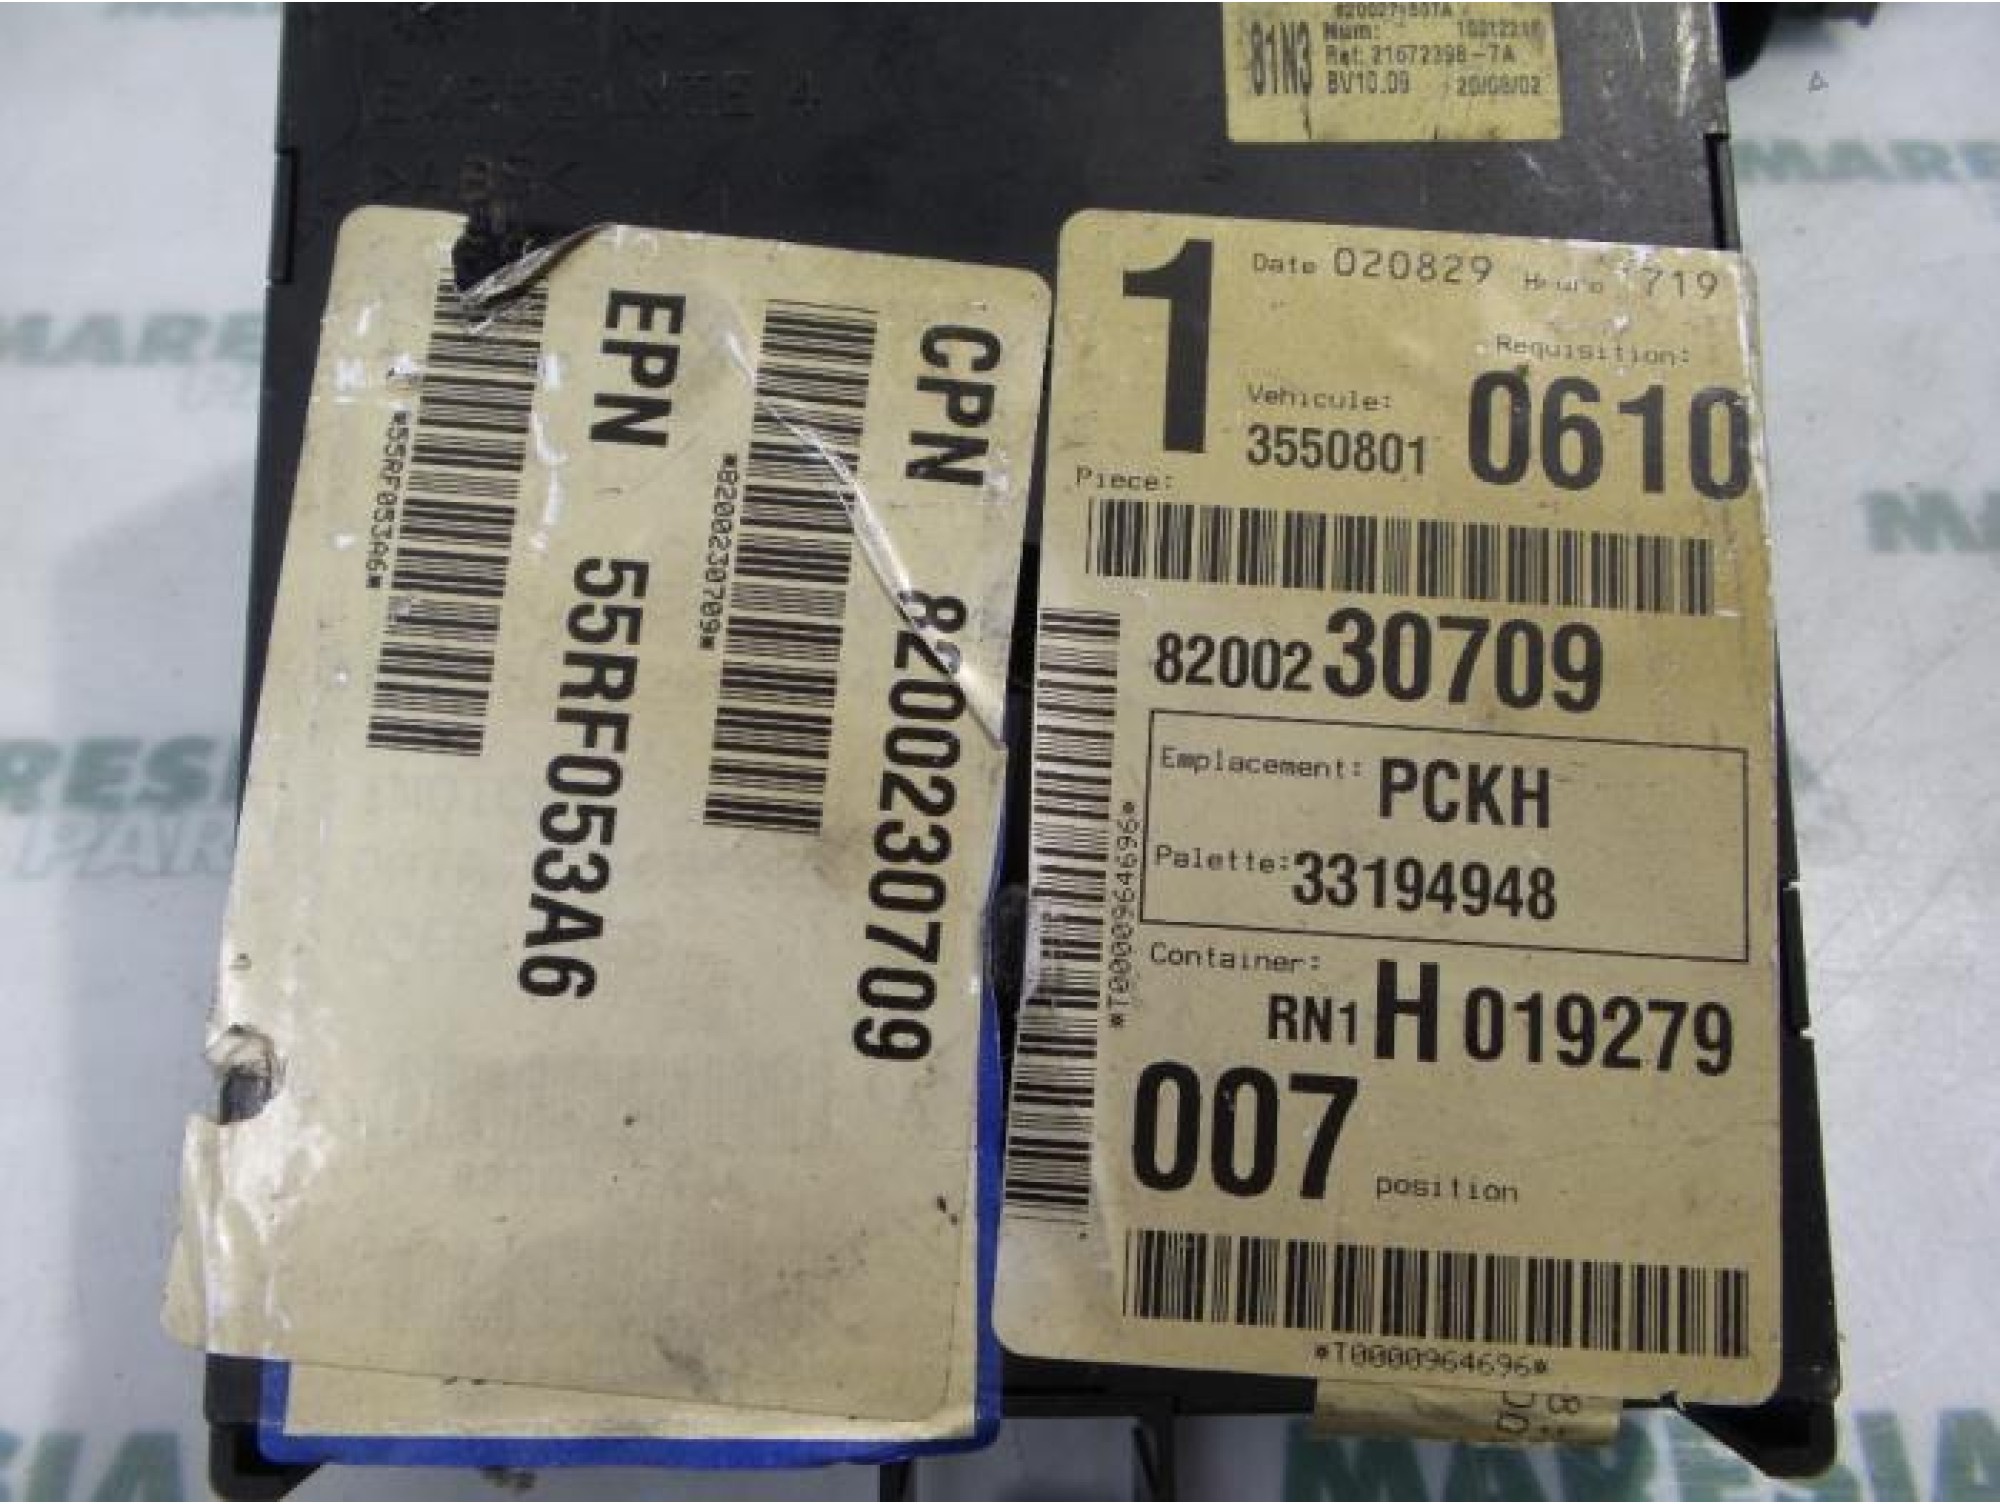 81N3
Num:
Ref: 21672398-7A
BV10.09 20/08/02
EPN 55RF053A6
*55RF053A6*
CPN 8200230709
*8200230709*
1
Date 020829 719
Requisition:
Vehicule:
3550801 0610
Piece:
8200230709
Emplacement: PCKH
Palette: 33194948
Container:
RN1 H 019279
007 position
*T0000964696*
*T0000964696*